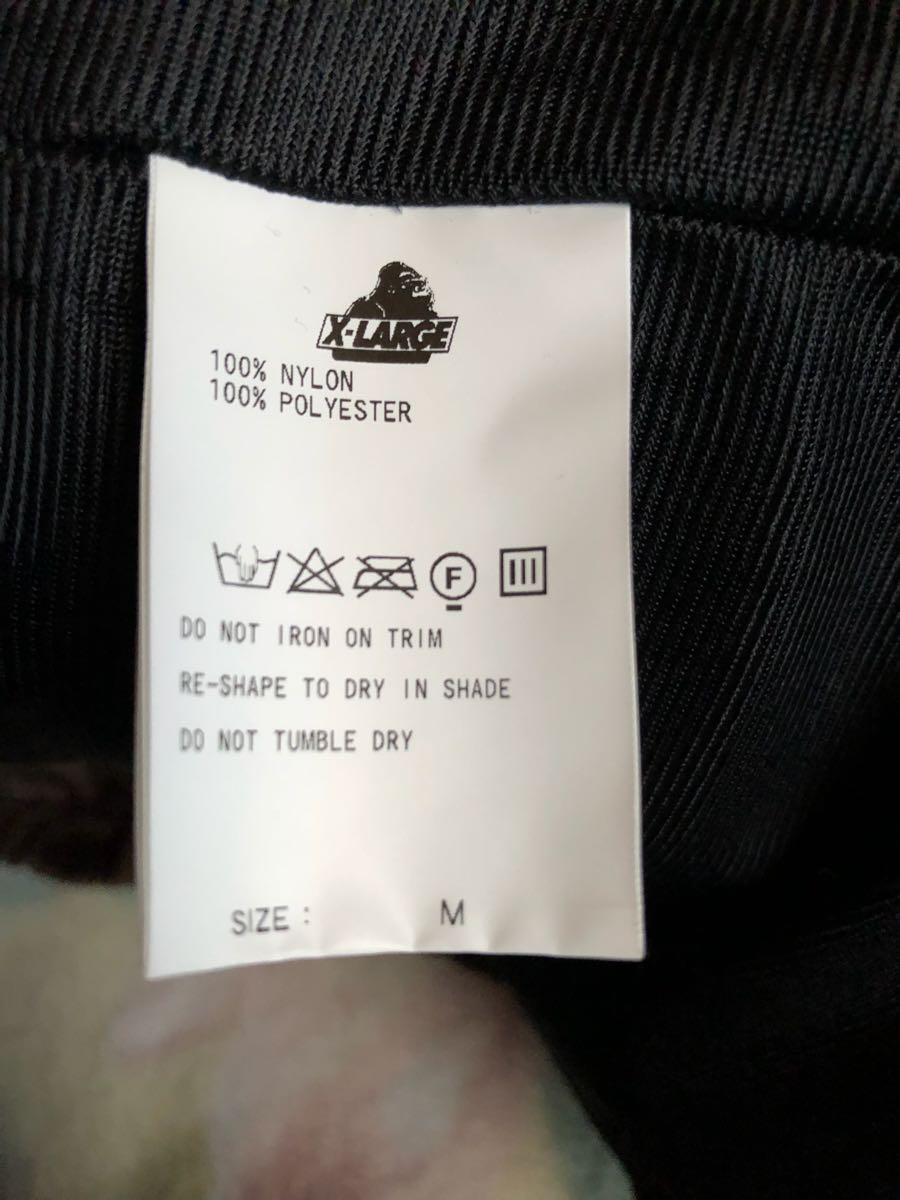 X-LARGE
100% NYLON
100% POLYESTER
F
DO NOT IRON ON TRIM
RE-SHAPE TO DRY IN SHADE
DO NOT TUMBLE DRY
SIZE : M